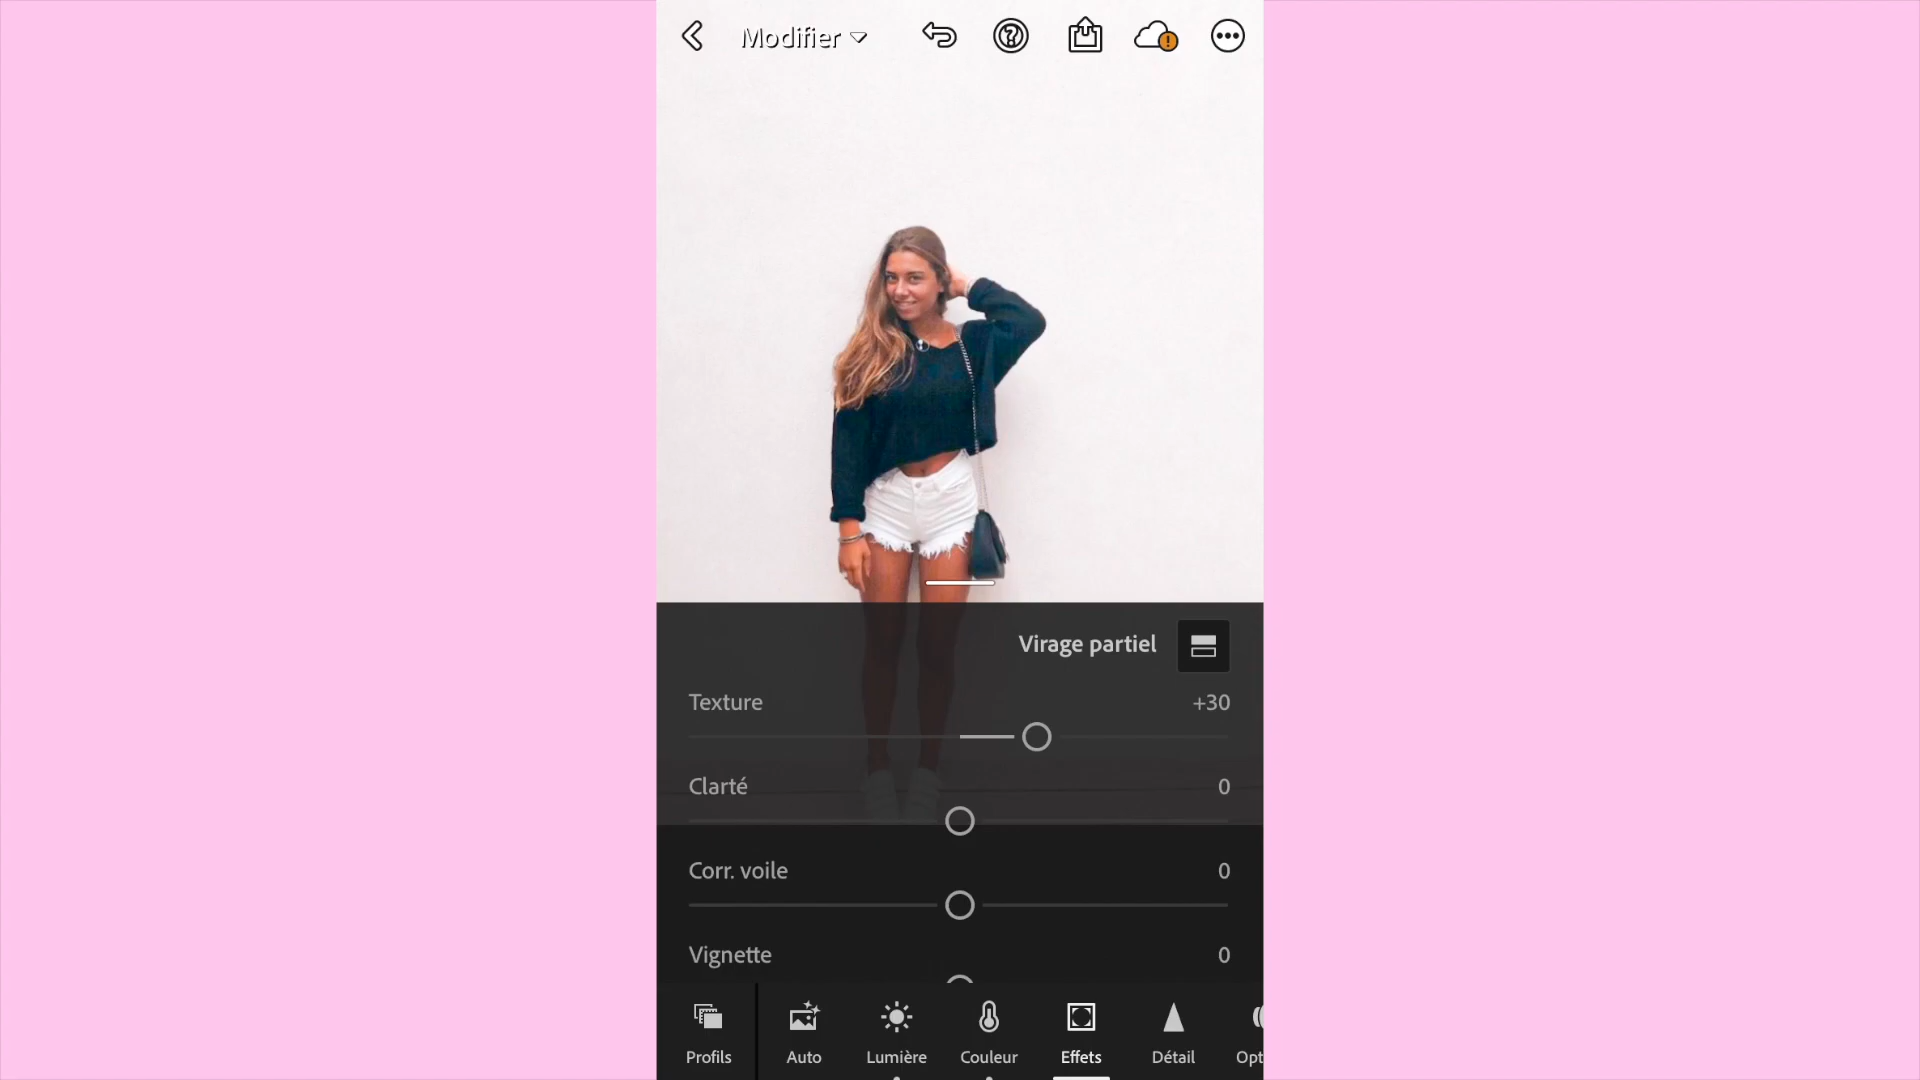 Modifier
Virage partiel
Texture +30
Clarté 0
Corr. voile 0
Vignette 0
Profils Auto Lumière Couleur Effets Détail Opt